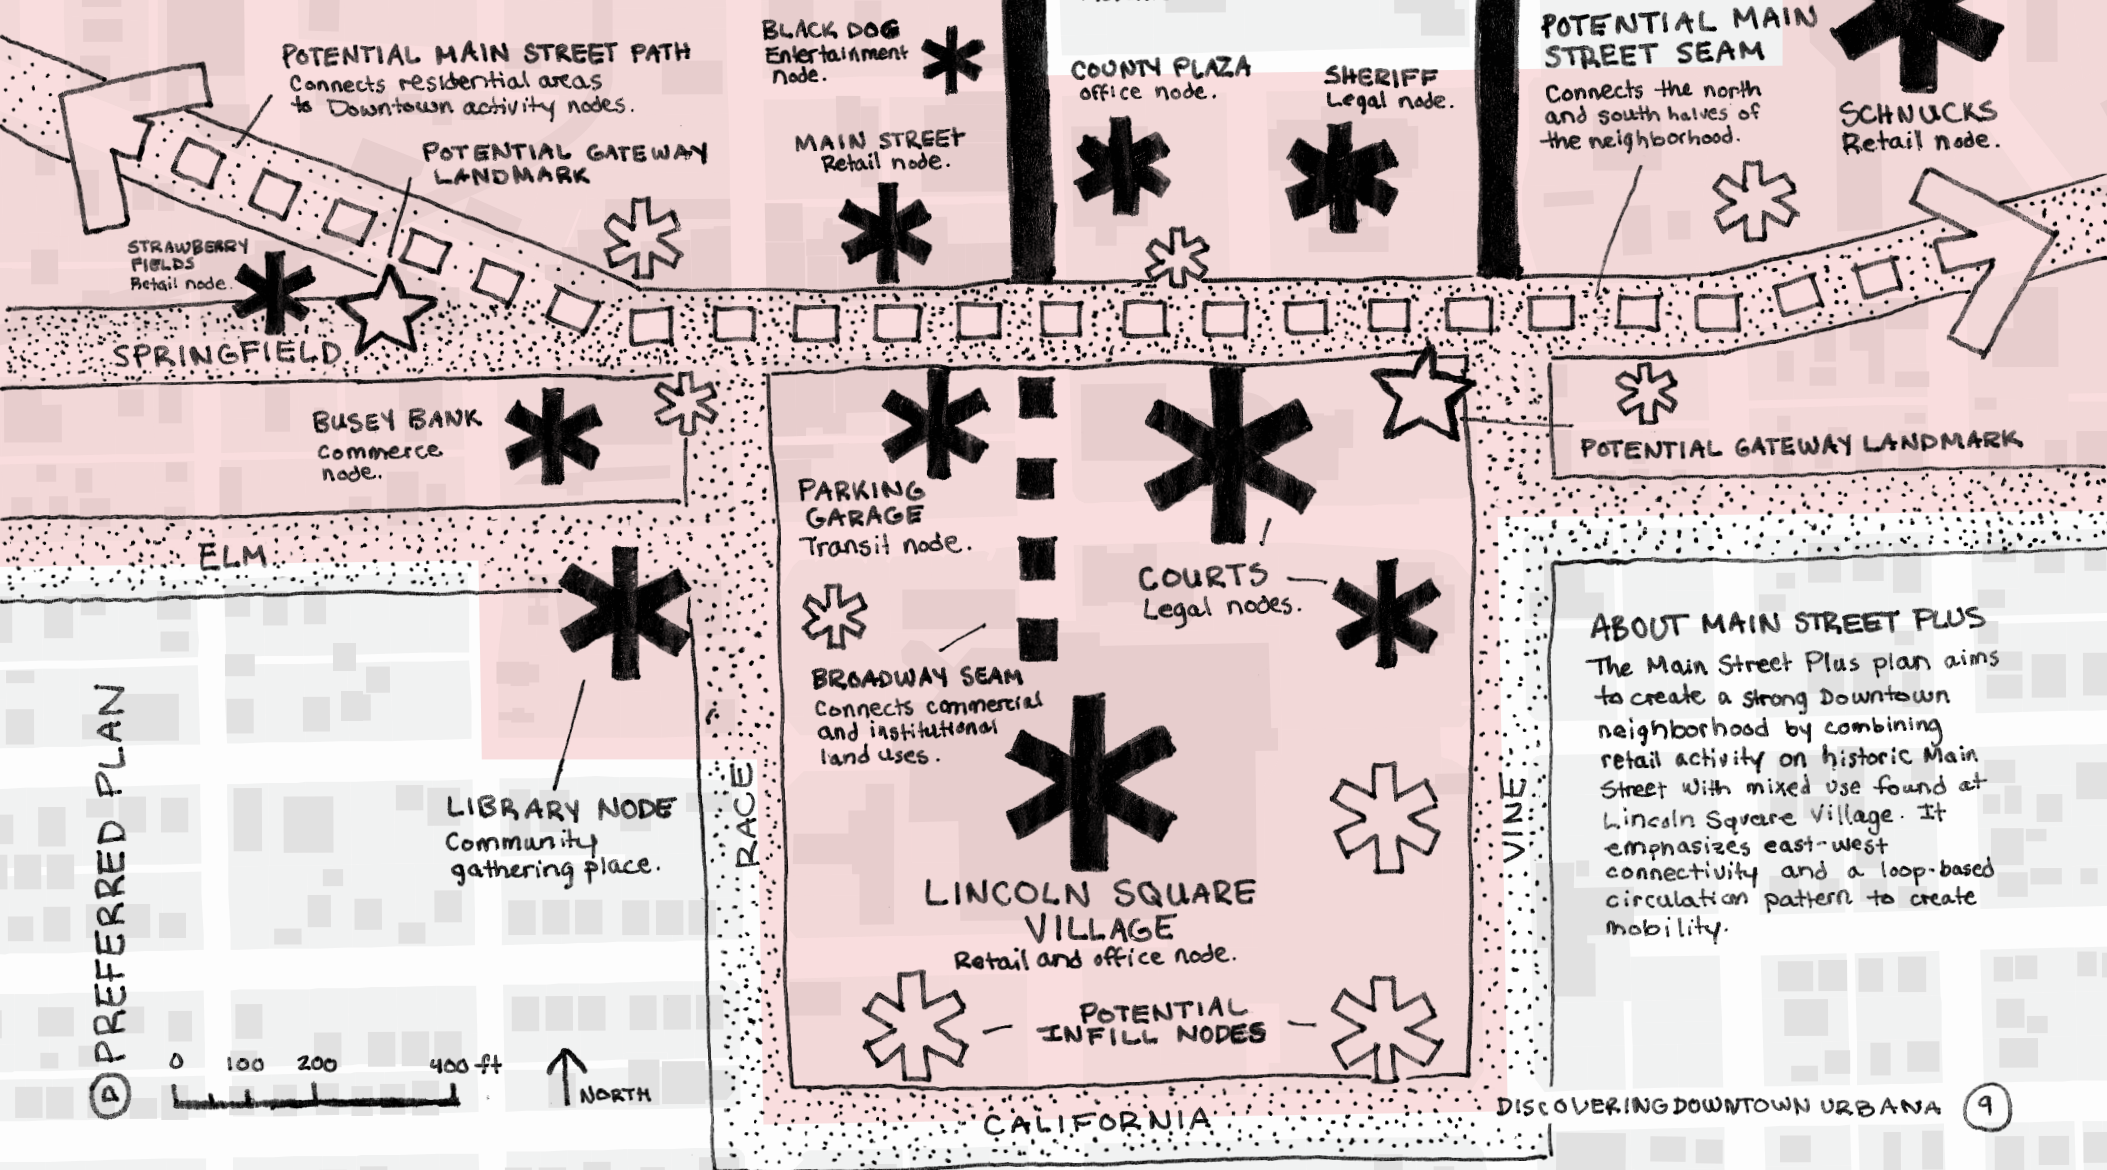 POTENTIAL MAIN STREET PATH
Connects residential areas
to Downtown activity nodes.
POTENTIAL GATEWAY
LANDMARK
BLACK DOG
Entertainment
node.
MAIN STREET
Retail node.
COUNTY PLAZA
office node.
SHERIFF
Legal node.
POTENTIAL MAIN
STREET SEAM
Connects the north
and south halves of
the neighborhood.
SCHNUCKS
Retail node.
STRAWBERRY
FIELDS
Retail node.
SPRINGFIELD
BUSEY BANK
Commerce
node.
POTENTIAL GATEWAY LANDMARK
PARKING
GARAGE
Transit node.
ELM
COURTS
Legal nodes.
BROADWAY SEAM
Connects commercial
and institutional
land uses.
LIBRARY NODE
Community
gathering place.
RACE
VINE
LINCOLN SQUARE
VILLAGE
Retail and office node.
POTENTIAL
INFILL NODES
CALIFORNIA
ABOUT MAIN STREET PLUS
The Main Street Plus plan aims
to create a strong Downtown
neighborhood by combining
retail activity on historic Main
Street with mixed use found at
Lincoln Square Village. It
emphasizes east-west
connectivity and a loop-based
circulation pattern to create
mobility.
PREFERRED PLAN
0 100 200 400 ft
NORTH
DISCOVERING DOWNTOWN URBANA 9